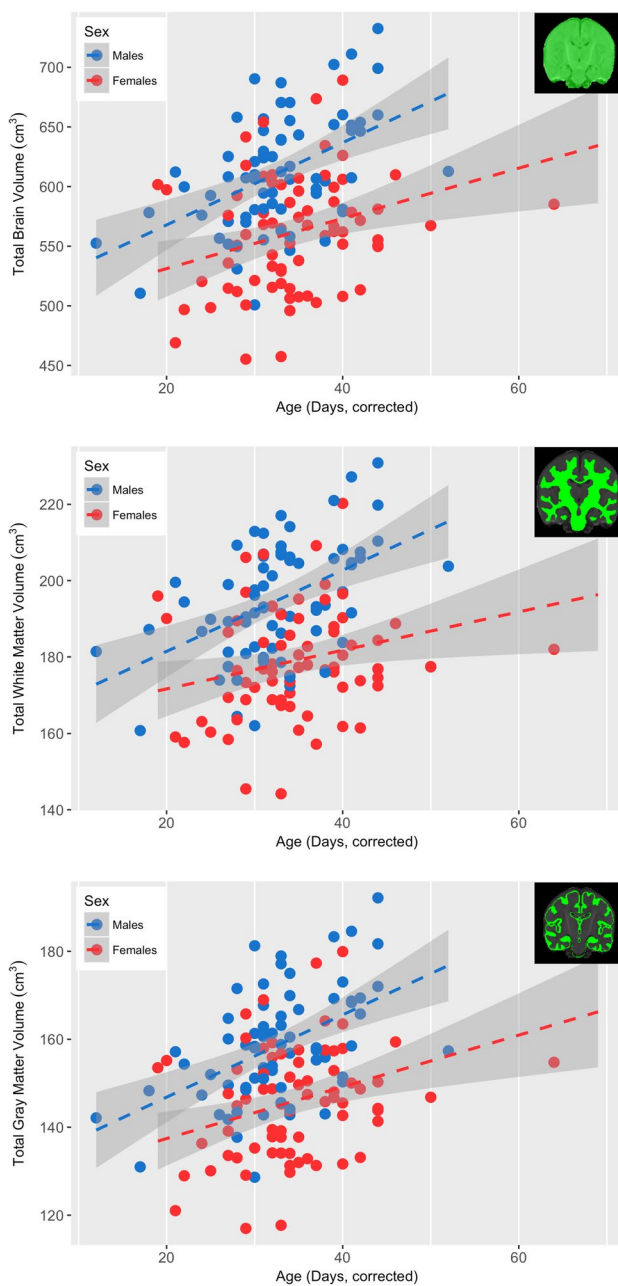 Sex
Males
Females
700
650
600
550
500
450
Total Brain Volume (cm³)
20
40
60
Age (Days, corrected)
Sex
Males
Females
220
200
180
160
140
Total White Matter Volume (cm³)
20
40
60
Age (Days, corrected)
Sex
Males
Females
180
160
140
120
Total Gray Matter Volume (cm³)
20
40
60
Age (Days, corrected)